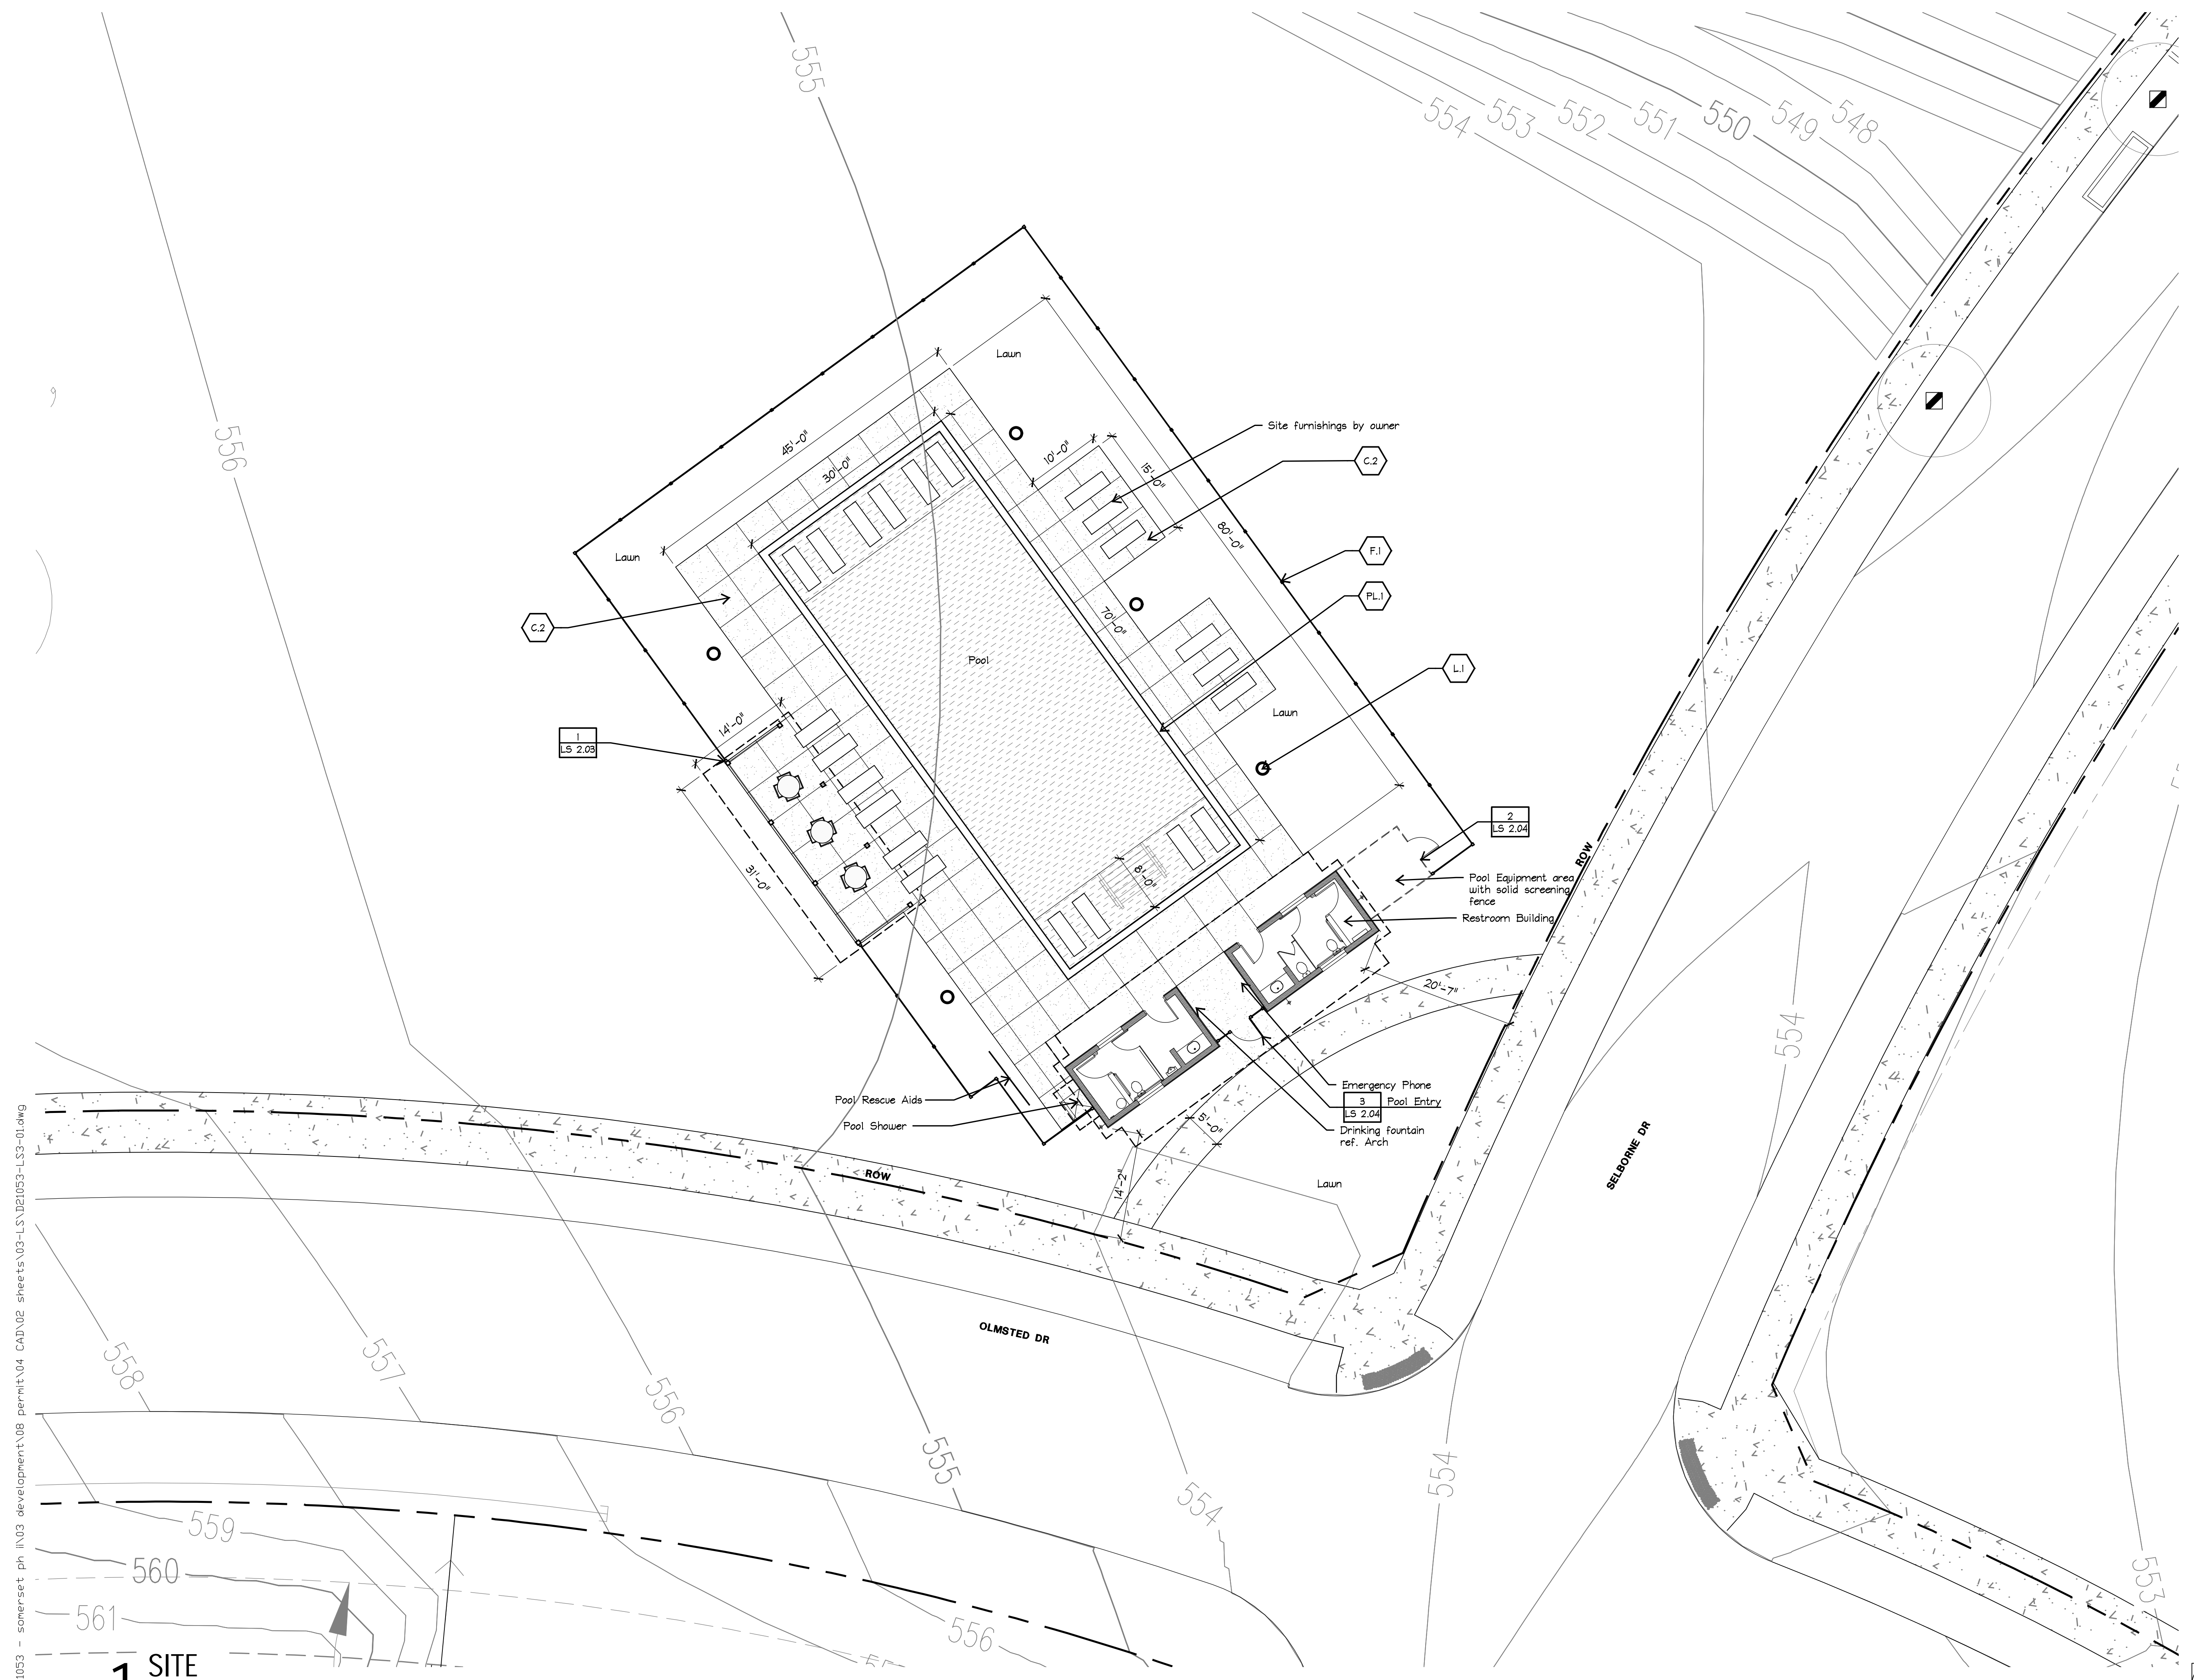 555
554
553
552
551
550
549
548
556
Lawn
45'-0"
30'-0"
10'-0"
15'-0"
Site furnishings by owner
C.2
Lawn
80'-0"
F.1
PL.1
C.2
70'-0"
Pool
L.1
Lawn
14'-0"
1
LS 2.03
31'-0"
8'-0"
2
LS 2.04
ROW
Pool Equipment area
with solid screening
fence
Restroom Building
20'-7"
554
Emergency Phone
3
LS 2.04
Pool Entry
Drinking fountain
ref. Arch
Pool Rescue Aids
Pool Shower
5'-0"
14'-2"
Lawn
ROW
SELBORNE DR
OLMSTED DR
558
557
556
555
554
554
553
559
560
561
556
1053 - somerset ph ii\03 development\08 permit\04 CAD\02 sheets\03-LS\D21053-LS3-01.dwg
1 SITE